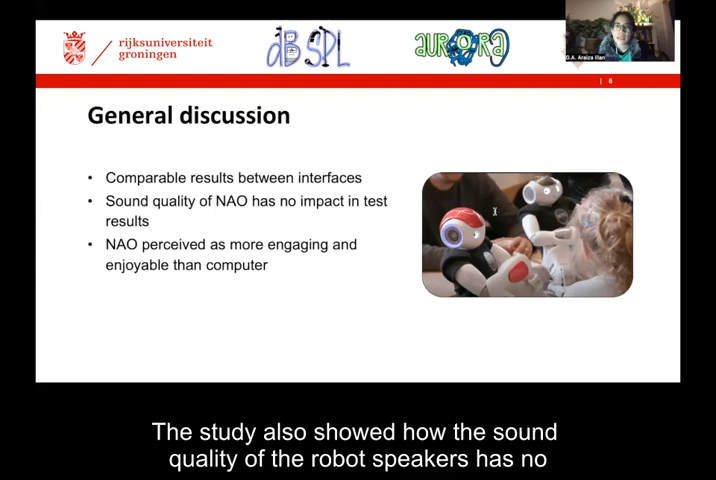 rijksuniversiteit
groningen
dB SPL
aurora
G.A. Araiza Illan
| 8
General discussion
• Comparable results between interfaces
• Sound quality of NAO has no impact in test
results
• NAO perceived as more engaging and
enjoyable than computer
The study also showed how the sound
quality of the robot speakers has no